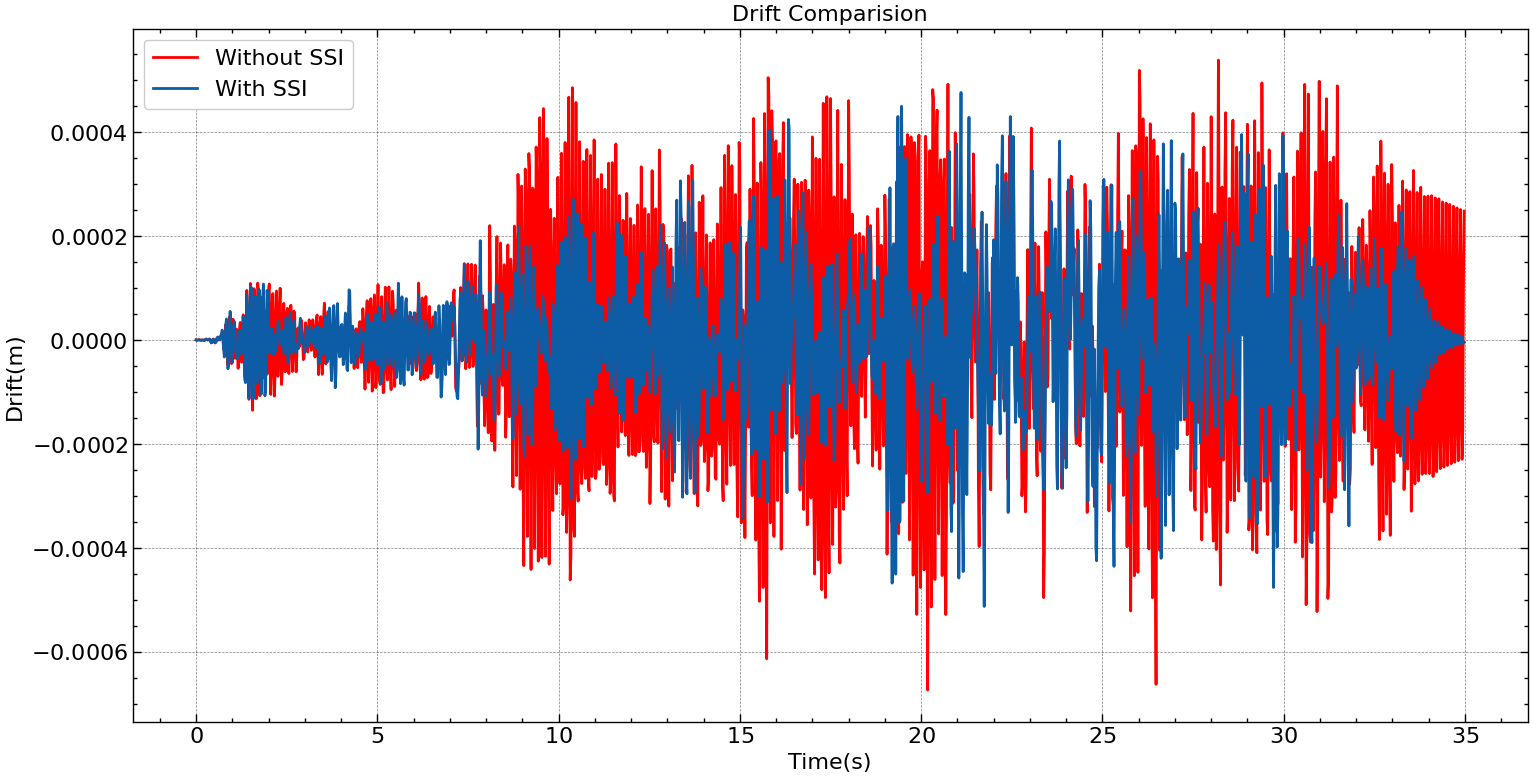 Drift Comparision
Without SSI
With SSI
0.0004
0.0002
0.0000
−0.0002
−0.0004
−0.0006
Drift(m)
0 5 10 15 20 25 30 35
Time(s)